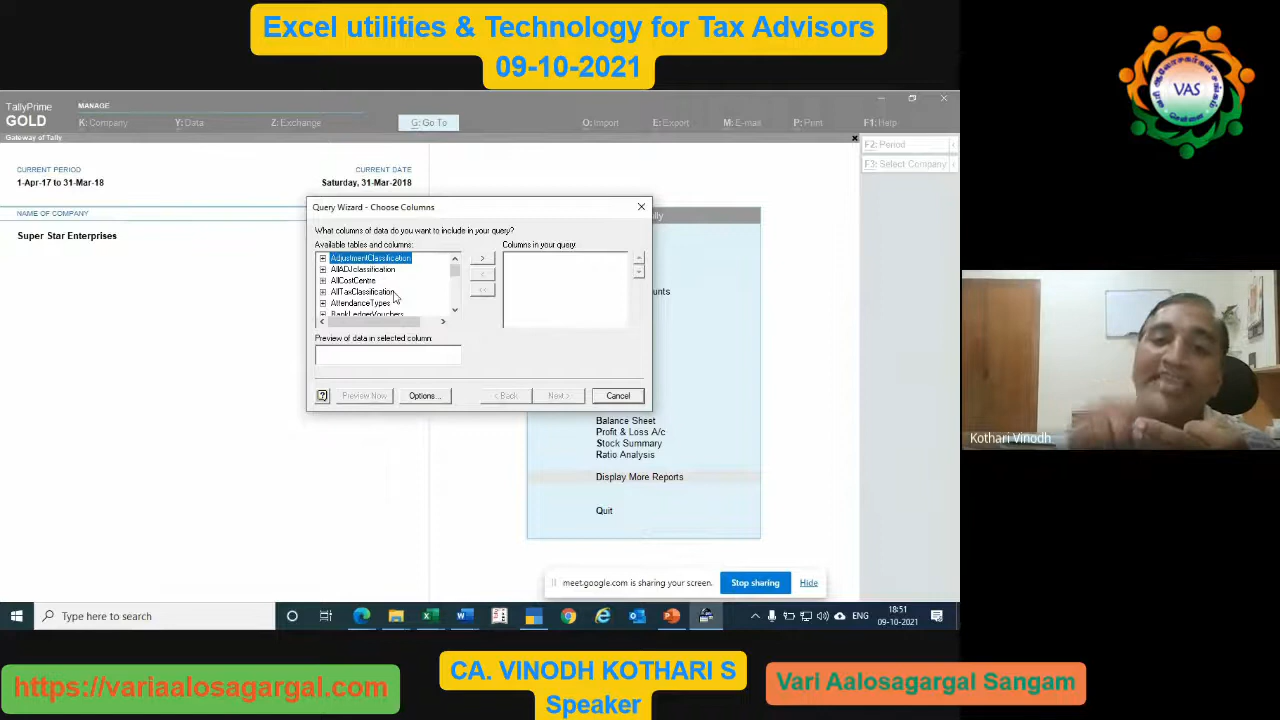 Excel utilities & Technology for Tax Advisors
09-10-2021
VAS
TallyPrime
GOLD
MANAGE
K: Company
Y: Data
Z: Exchange
G: Go To
O: Import
E: Export
M: E-mail
P: Print
F1: Help
Gateway of Tally
F2: Period
F3: Select Company
CURRENT PERIOD
CURRENT DATE
1-Apr-17 to 31-Mar-18
Saturday, 31-Mar-2018
NAME OF COMPANY
Super Star Enterprises
Query Wizard - Choose Columns
What columns of data do you want to include in your query?
Available tables and columns:
Columns in your query:
AdjustmentClassification
AllADJclassification
AllCostCentre
AllTaxClassification
AttendanceTypes
BankLedgerVouchers
Preview of data in selected column:
Preview Now
Options...
< Back
Next >
Cancel
Balance Sheet
Profit & Loss A/c
Stock Summary
Ratio Analysis
Display More Reports
Quit
meet.google.com is sharing your screen.
Stop sharing
Hide
Kothari Vinodh
Type here to search
ENG
18:51
09-10-2021
https://variaalosagargal.com
CA. VINODH KOTHARI S
Speaker
Vari Aalosagargal Sangam